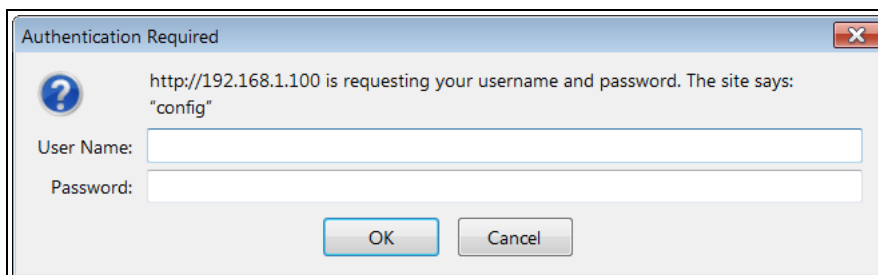 Authentication Required
http://192.168.1.100 is requesting your username and password. The site says:
“config”
User Name:
Password:
OK Cancel